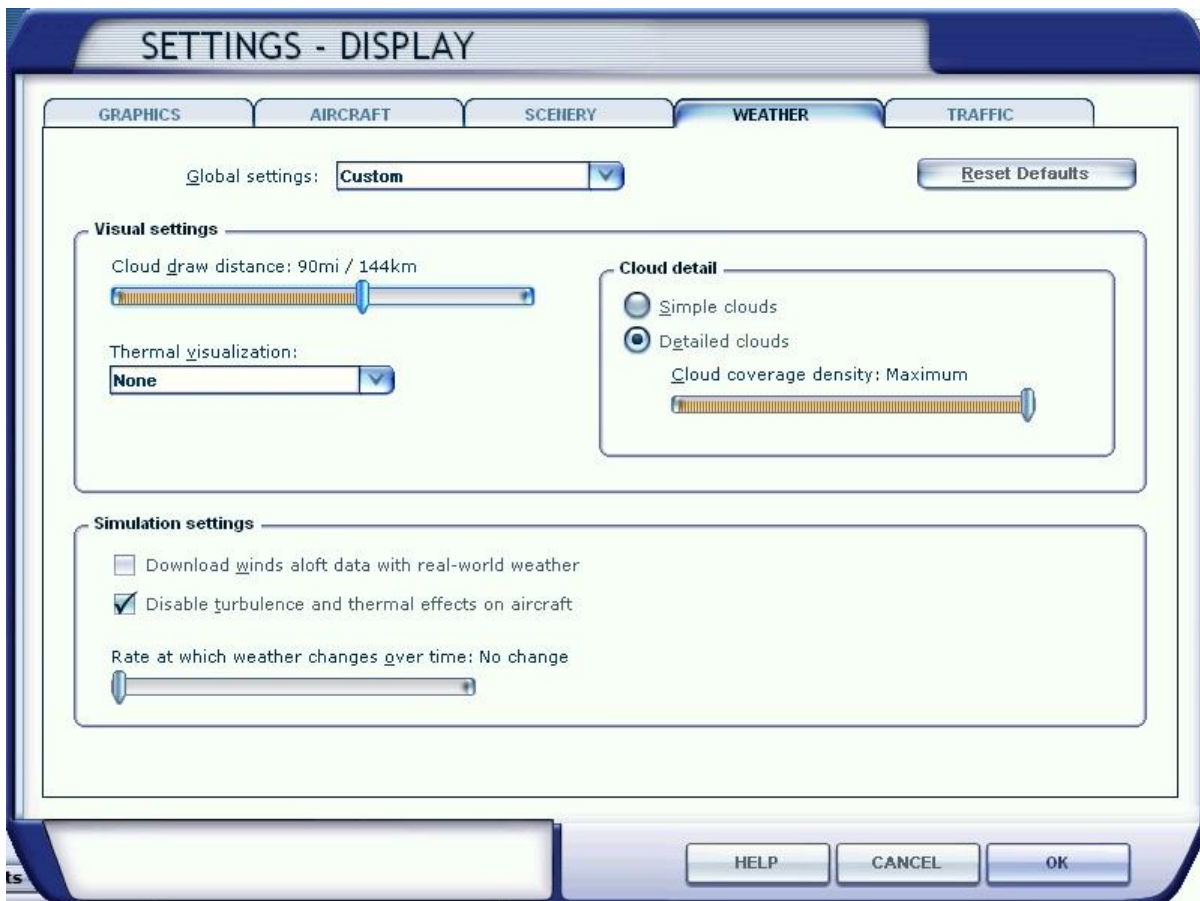 SETTINGS - DISPLAY
GRAPHICS AIRCRAFT SCENERY WEATHER TRAFFIC
Global settings: Custom Reset Defaults
Visual settings
Cloud draw distance: 90mi / 144km
Thermal visualization:
None
Cloud detail
Simple clouds
Detailed clouds
Cloud coverage density: Maximum
Simulation settings
Download winds aloft data with real-world weather
Disable turbulence and thermal effects on aircraft
Rate at which weather changes over time: No change
ts
HELP CANCEL OK